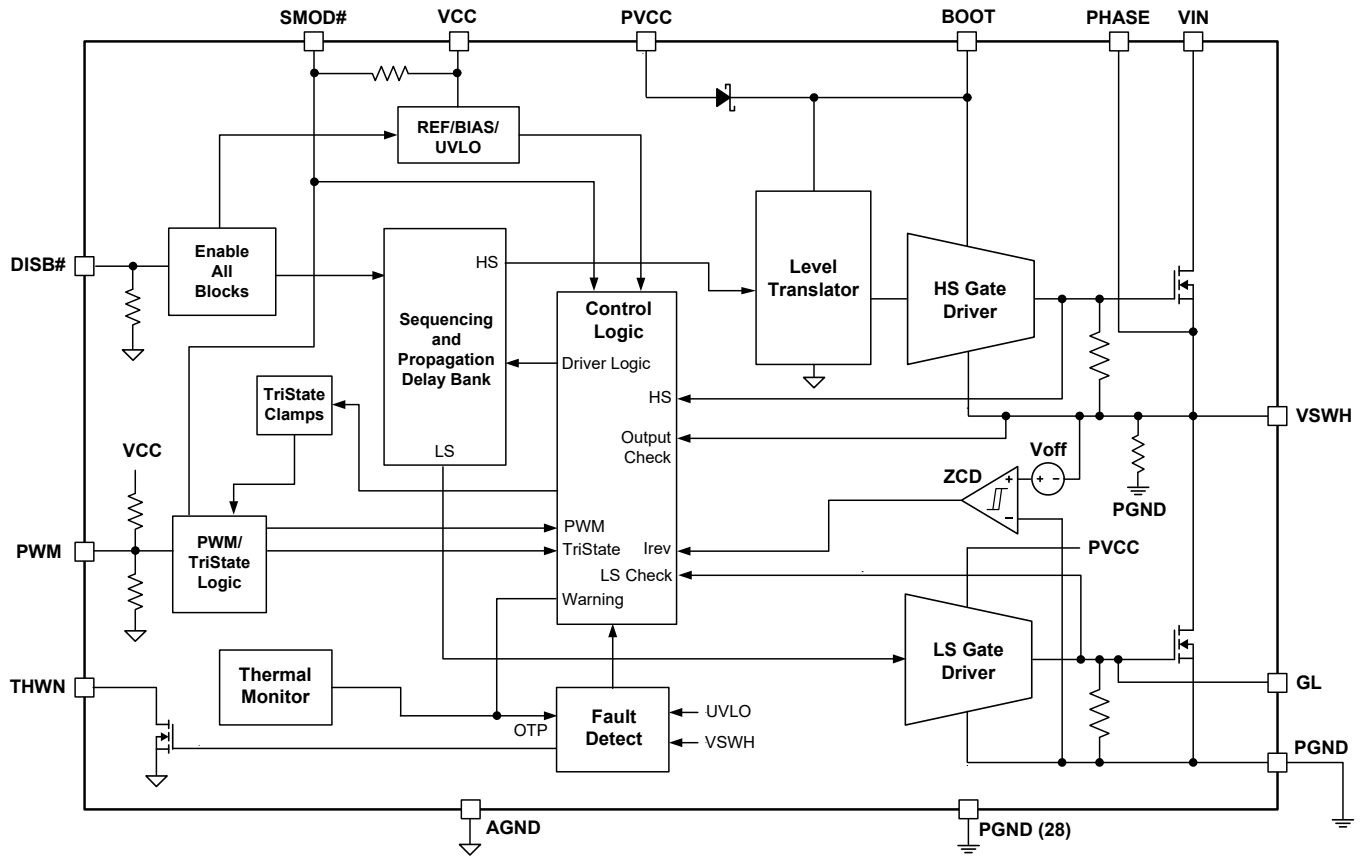 SMOD#
VCC
PVCC
BOOT
PHASE
VIN
REF/BIAS/
UVLO
DISB#
Enable
All
Blocks
HS
Sequencing
and
Propagation
Delay Bank
LS
Level
Translator
HS Gate
Driver
Control
Logic
Driver Logic
HS
Output
Check
PWM
TriState
Irev
LS Check
Warning
TriState
Clamps
VSWH
Voff
ZCD
+
+ -
–
PGND
VCC
PWM
PWM/
TriState
Logic
PVCC
LS Gate
Driver
THWN
Thermal
Monitor
OTP
Fault
Detect
UVLO
VSWH
GL
PGND
AGND
PGND (28)